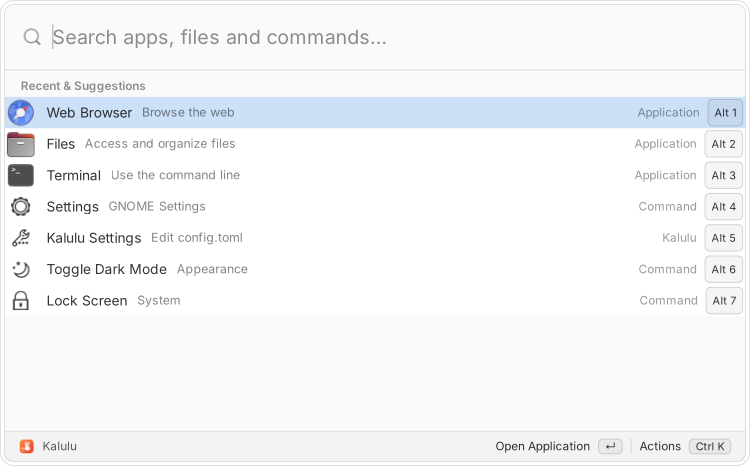 Search apps, files and commands...
Recent & Suggestions
Web Browser Browse the web Application Alt 1
Files Access and organize files Application Alt 2
Terminal Use the command line Application Alt 3
Settings GNOME Settings Command Alt 4
Kalulu Settings Edit config.toml Kalulu Alt 5
Toggle Dark Mode Appearance Command Alt 6
Lock Screen System Command Alt 7
Kalulu Open Application ↵ Actions Ctrl K